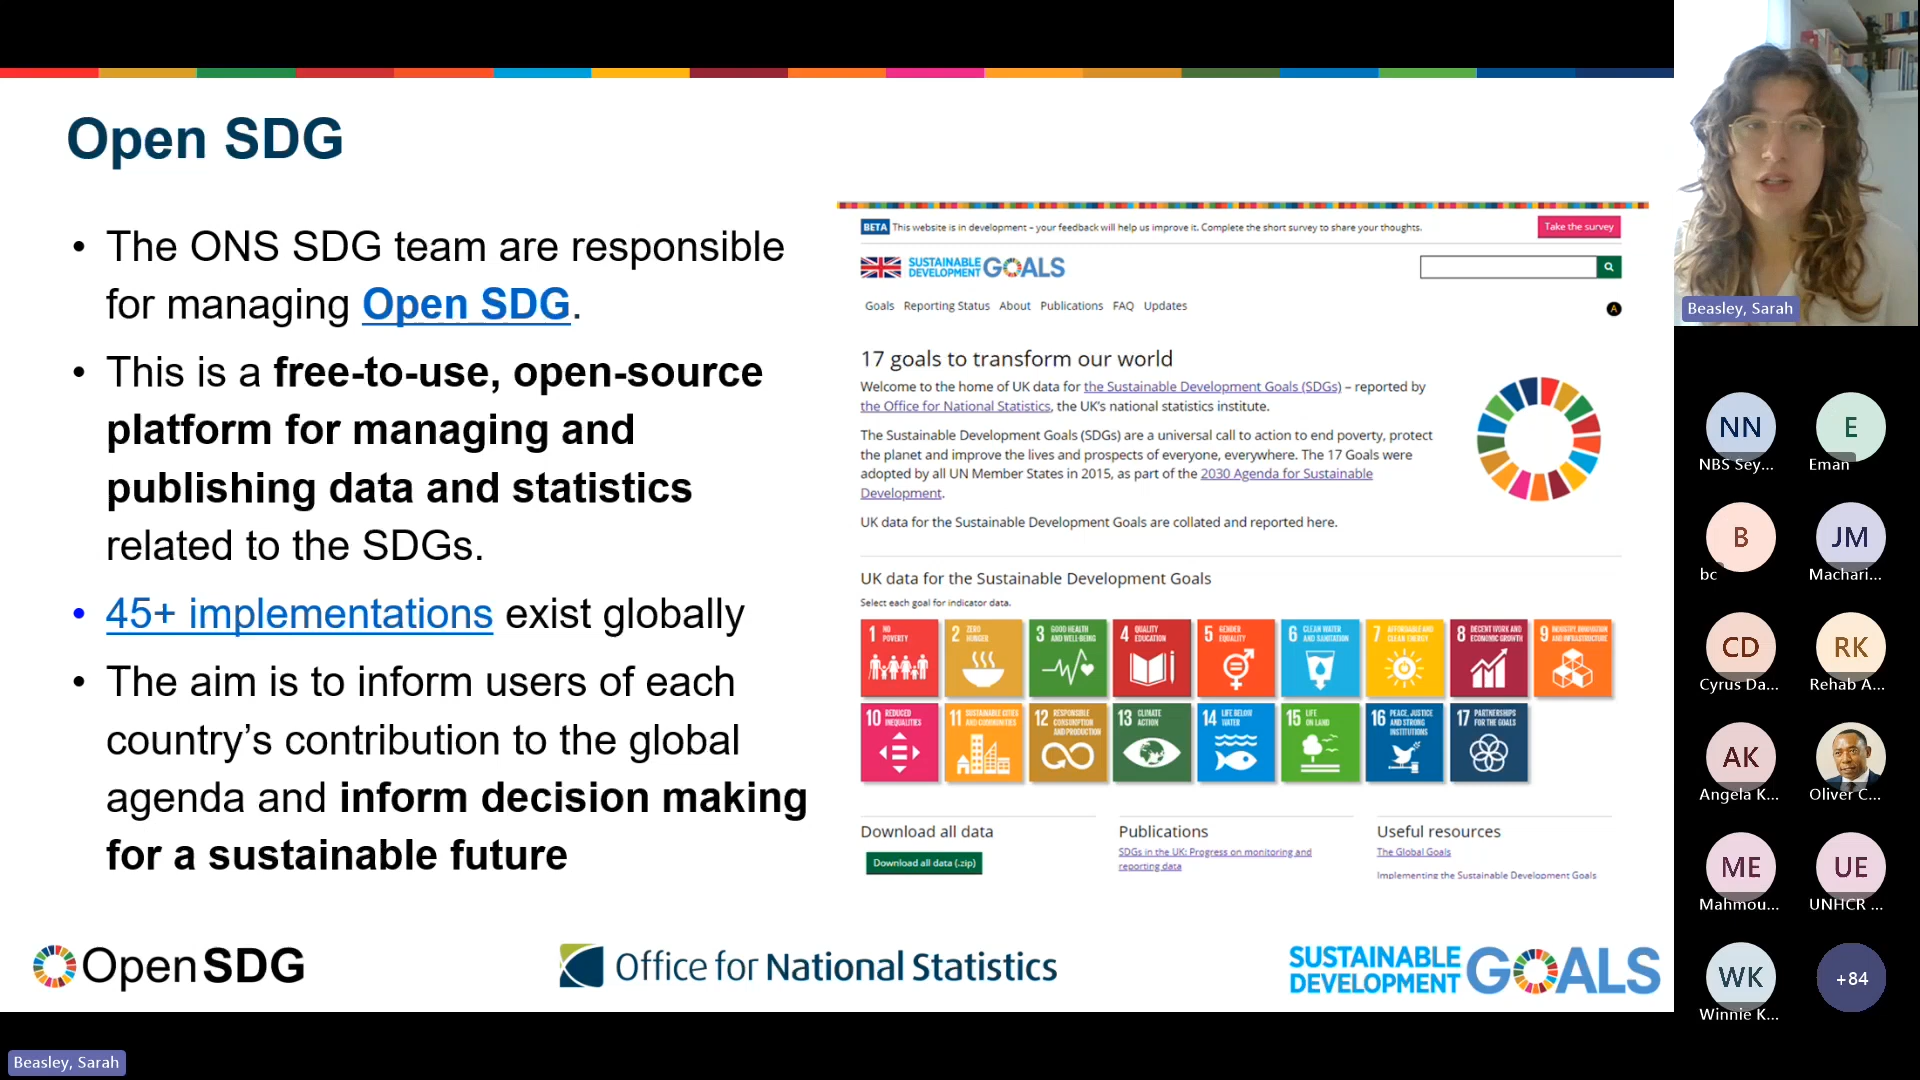 Open SDG
• The ONS SDG team are responsible
for managing Open SDG.
• This is a free-to-use, open-source
platform for managing and
publishing data and statistics
related to the SDGs.
• 45+ implementations exist globally
• The aim is to inform users of each
country's contribution to the global
agenda and inform decision making
for a sustainable future
BETA This website is in development – your feedback will help us improve it. Complete the short survey to share your thoughts.
Take the survey
SUSTAINABLE
DEVELOPMENT GOALS
Goals Reporting Status About Publications FAQ Updates
A
17 goals to transform our world
Welcome to the home of UK data for the Sustainable Development Goals (SDGs) – reported by
the Office for National Statistics, the UK's national statistics institute.
The Sustainable Development Goals (SDGs) are a universal call to action to end poverty, protect
the planet and improve the lives and prospects of everyone, everywhere. The 17 Goals were
adopted by all UN Member States in 2015, as part of the 2030 Agenda for Sustainable
Development.
UK data for the Sustainable Development Goals are collated and reported here.
UK data for the Sustainable Development Goals
Select each goal for indicator data.
1 NO POVERTY
2 ZERO HUNGER
3 GOOD HEALTH AND WELL-BEING
4 QUALITY EDUCATION
5 GENDER EQUALITY
6 CLEAN WATER AND SANITATION
7 AFFORDABLE AND CLEAN ENERGY
8 DECENT WORK AND ECONOMIC GROWTH
9 INDUSTRY, INNOVATION AND INFRASTRUCTURE
10 REDUCED INEQUALITIES
11 SUSTAINABLE CITIES AND COMMUNITIES
12 RESPONSIBLE CONSUMPTION AND PRODUCTION
13 CLIMATE ACTION
14 LIFE BELOW WATER
15 LIFE ON LAND
16 PEACE, JUSTICE AND STRONG INSTITUTIONS
17 PARTNERSHIPS FOR THE GOALS
Download all data
Download all data (.zip)
Publications
SDGs in the UK: Progress on monitoring and
reporting data
Useful resources
The Global Goals
Implementing the Sustainable Development Goals
Open SDG
Office for National Statistics
SUSTAINABLE
DEVELOPMENT GOALS
Beasley, Sarah
Beasley, Sarah
NN
NBS Sey...
E
Eman
B
bc
JM
Machari...
CD
Cyrus Da...
RK
Rehab A...
AK
Angela K...
Oliver C...
ME
Mahmou...
UE
UNHCR ...
WK
Winnie K...
+84